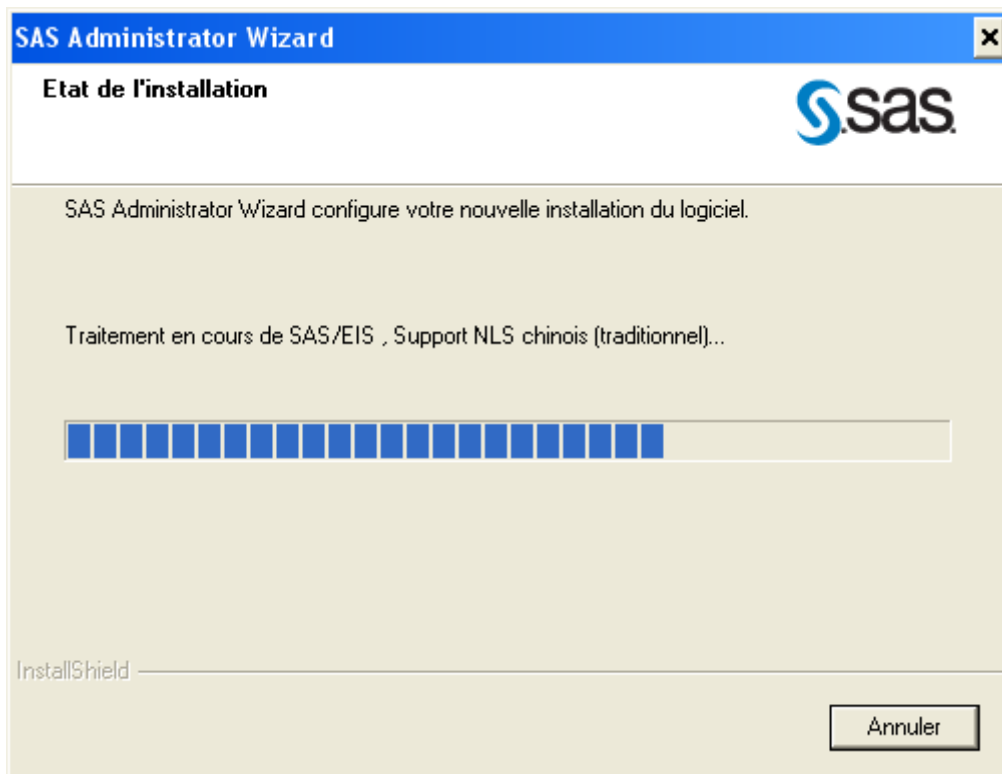 SAS Administrator Wizard
Etat de l'installation
sas.
SAS Administrator Wizard configure votre nouvelle installation du logiciel.
Traitement en cours de SAS/EIS , Support NLS chinois (traditionnel)...
InstallShield
Annuler